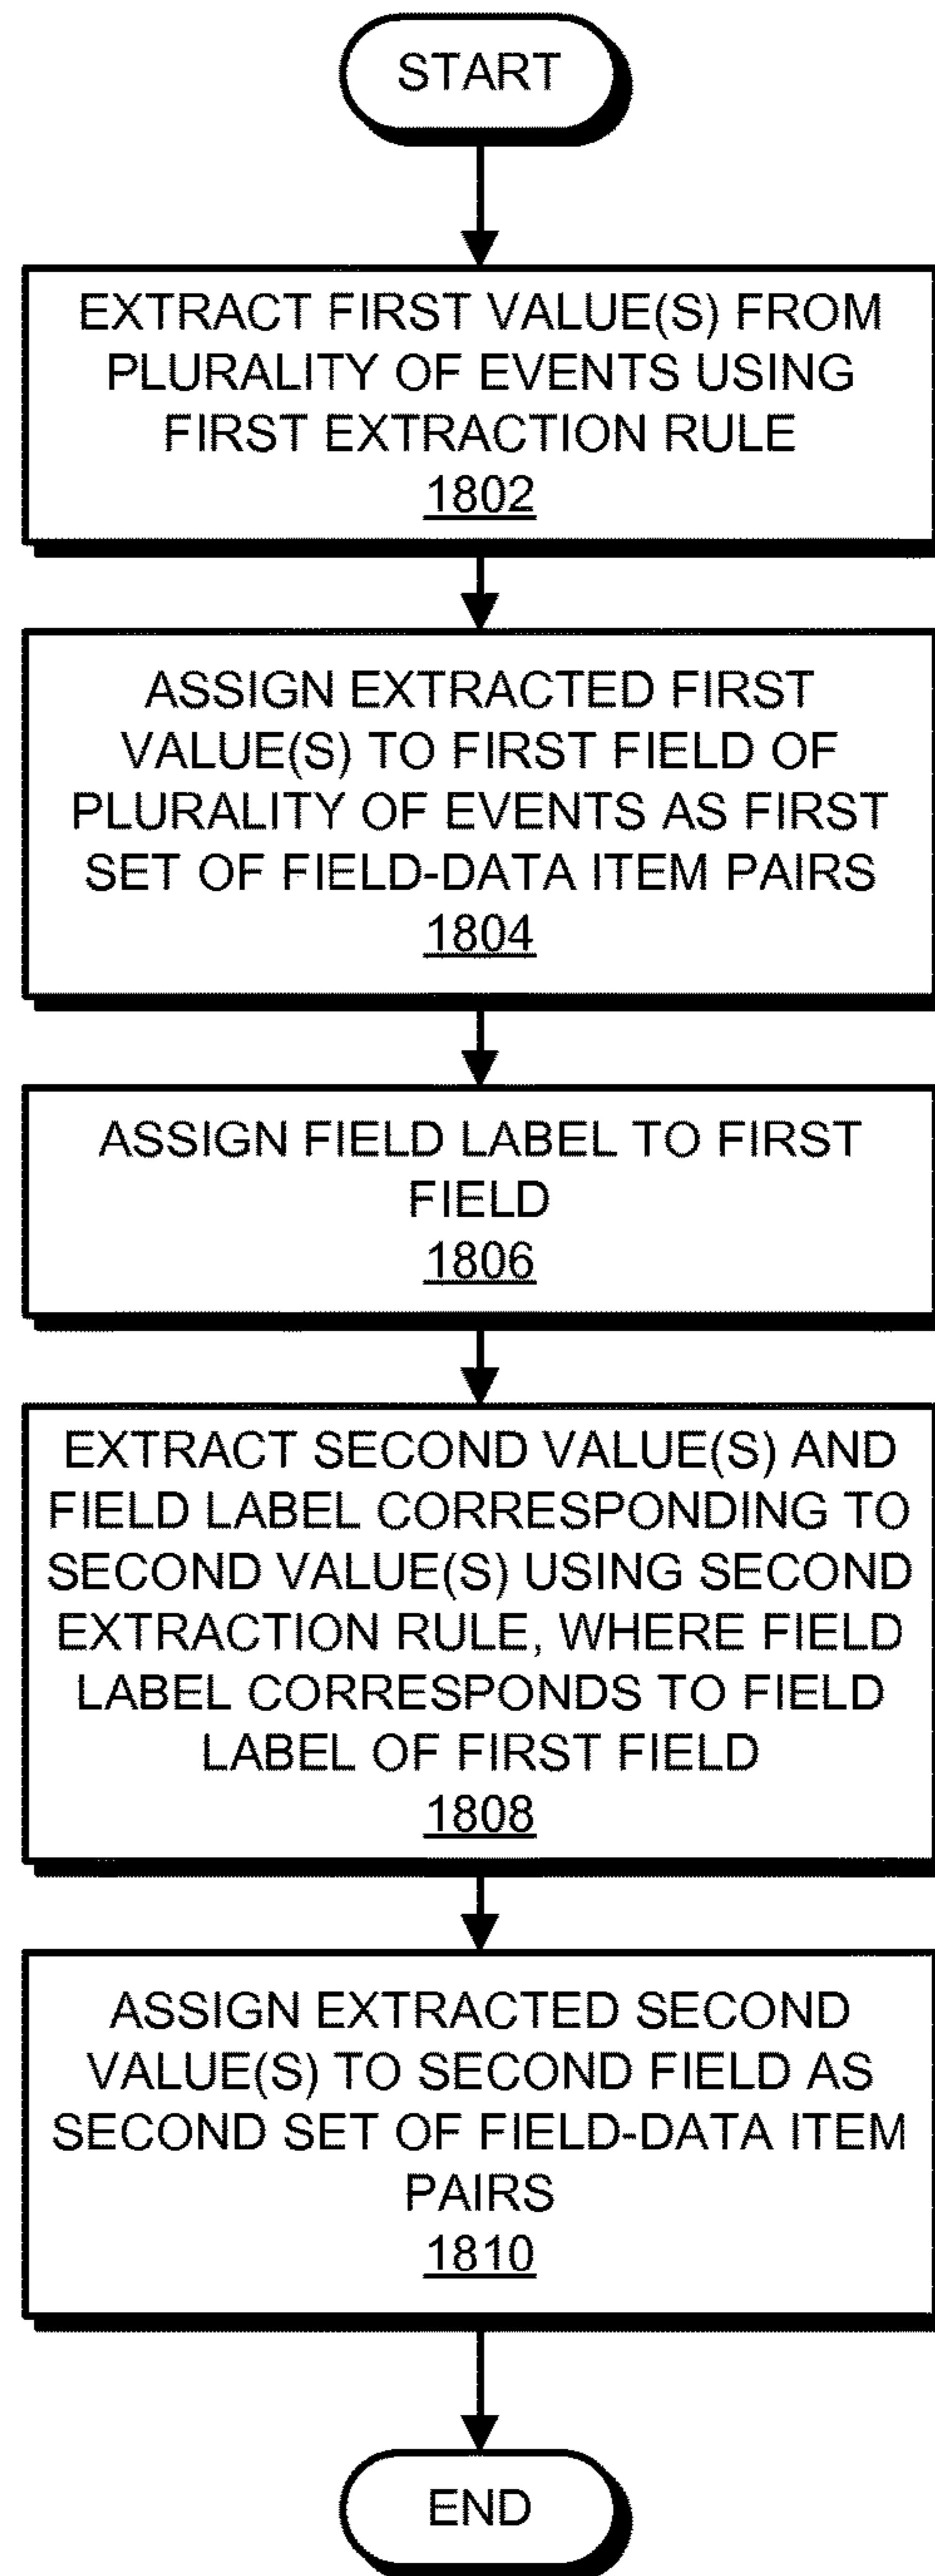 START
EXTRACT FIRST VALUE(S) FROM
PLURALITY OF EVENTS USING
FIRST EXTRACTION RULE
1802
ASSIGN EXTRACTED FIRST
VALUE(S) TO FIRST FIELD OF
PLURALITY OF EVENTS AS FIRST
SET OF FIELD-DATA ITEM PAIRS
1804
ASSIGN FIELD LABEL TO FIRST
FIELD
1806
EXTRACT SECOND VALUE(S) AND
FIELD LABEL CORRESPONDING TO
SECOND VALUE(S) USING SECOND
EXTRACTION RULE, WHERE FIELD
LABEL CORRESPONDS TO FIELD
LABEL OF FIRST FIELD
1808
ASSIGN EXTRACTED SECOND
VALUE(S) TO SECOND FIELD AS
SECOND SET OF FIELD-DATA ITEM
PAIRS
1810
END